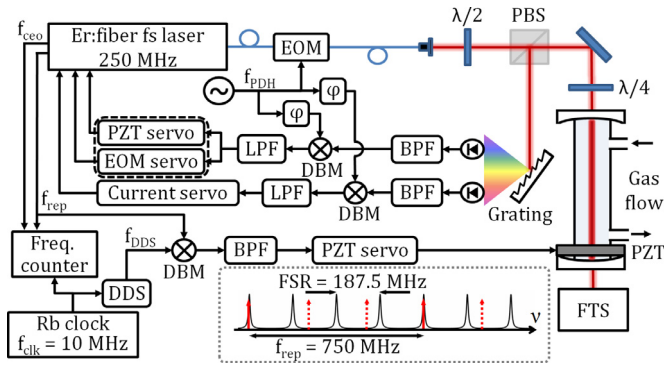 f_ceo
Er:fiber fs laser
250 MHz
EOM
λ/2
PBS
λ/4
f_PDH
φ
φ
PZT servo
EOM servo
LPF
DBM
BPF
Current servo
LPF
DBM
BPF
Grating
Gas
flow
f_rep
f_DDS
Freq.
counter
DBM
BPF
PZT servo
PZT
DDS
Rb clock
f_clk = 10 MHz
FSR = 187.5 MHz
ν
f_rep = 750 MHz
FTS